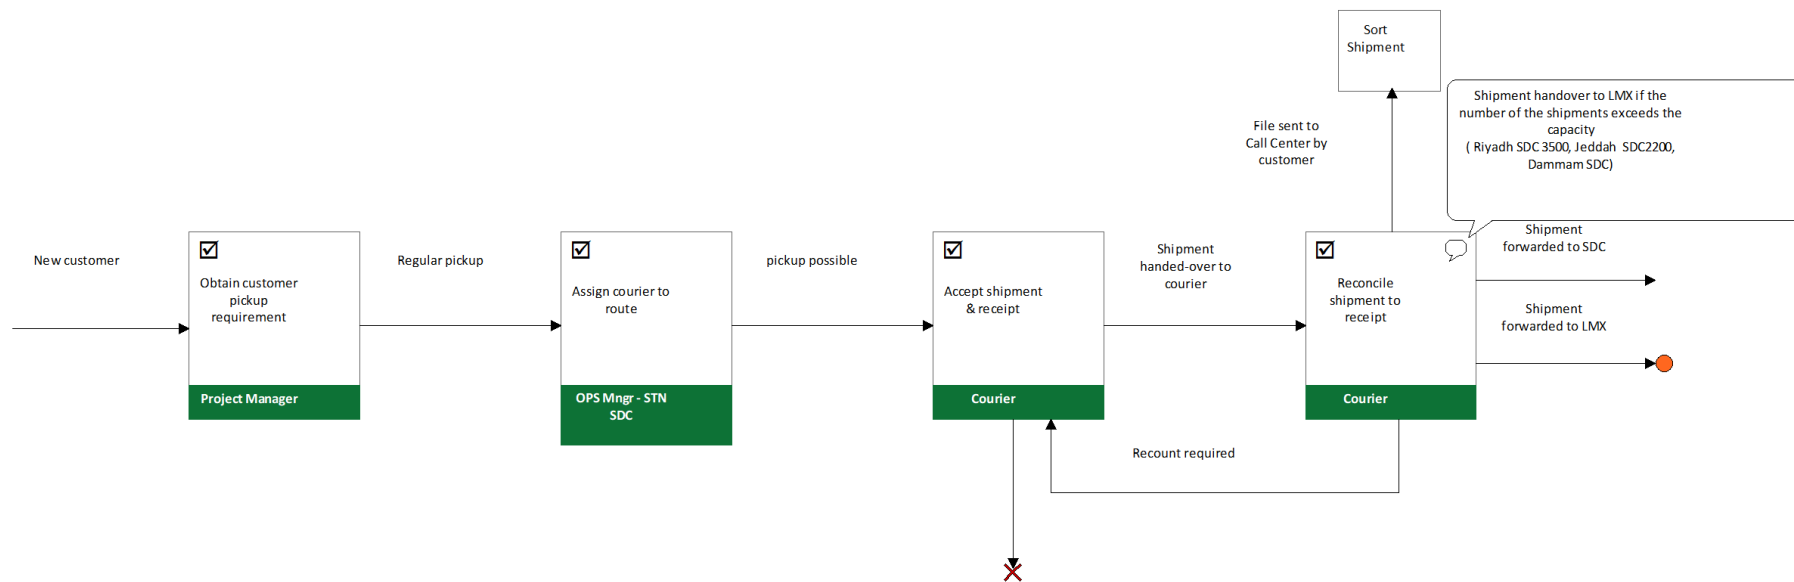 Sort
Shipment
Shipment handover to LMX if the
number of the shipments exceeds the
capacity
( Riyadh SDC 3500, Jeddah  SDC2200,
Dammam SDC)
File sent to
Call Center by
customer
New customer
Obtain customer
pickup
requirement
Project Manager
Regular pickup
Assign courier to
route
OPS Mngr - STN
SDC
pickup possible
Accept shipment
& receipt
Courier
Shipment
handed-over to
courier
Reconcile
shipment to
receipt
Courier
Shipment
forwarded to SDC
Shipment
forwarded to LMX
Recount required